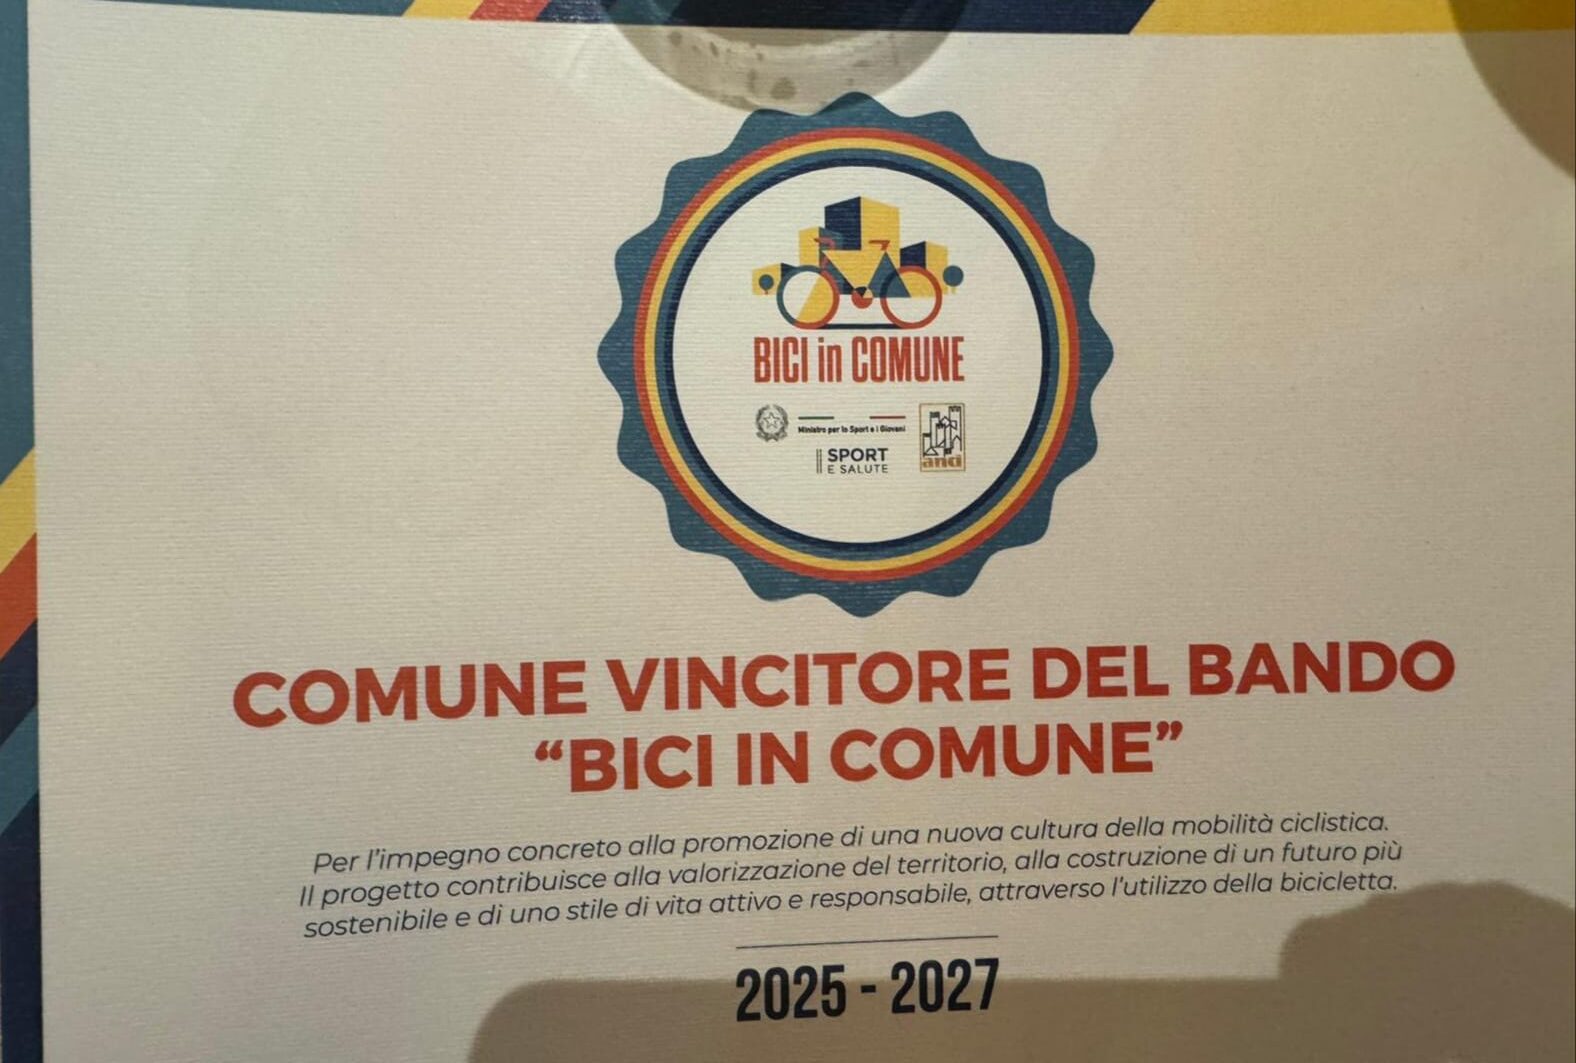 BICI in COMUNE
Ministro per lo Sport e i Giovani
SPORT
E SALUTE
anci
COMUNE VINCITORE DEL BANDO
“BICI IN COMUNE”
Per l’impegno concreto alla promozione di una nuova cultura della mobilità ciclistica.
Il progetto contribuisce alla valorizzazione del territorio, alla costruzione di un futuro più
sostenibile e di uno stile di vita attivo e responsabile, attraverso l’utilizzo della bicicletta.
2025 - 2027